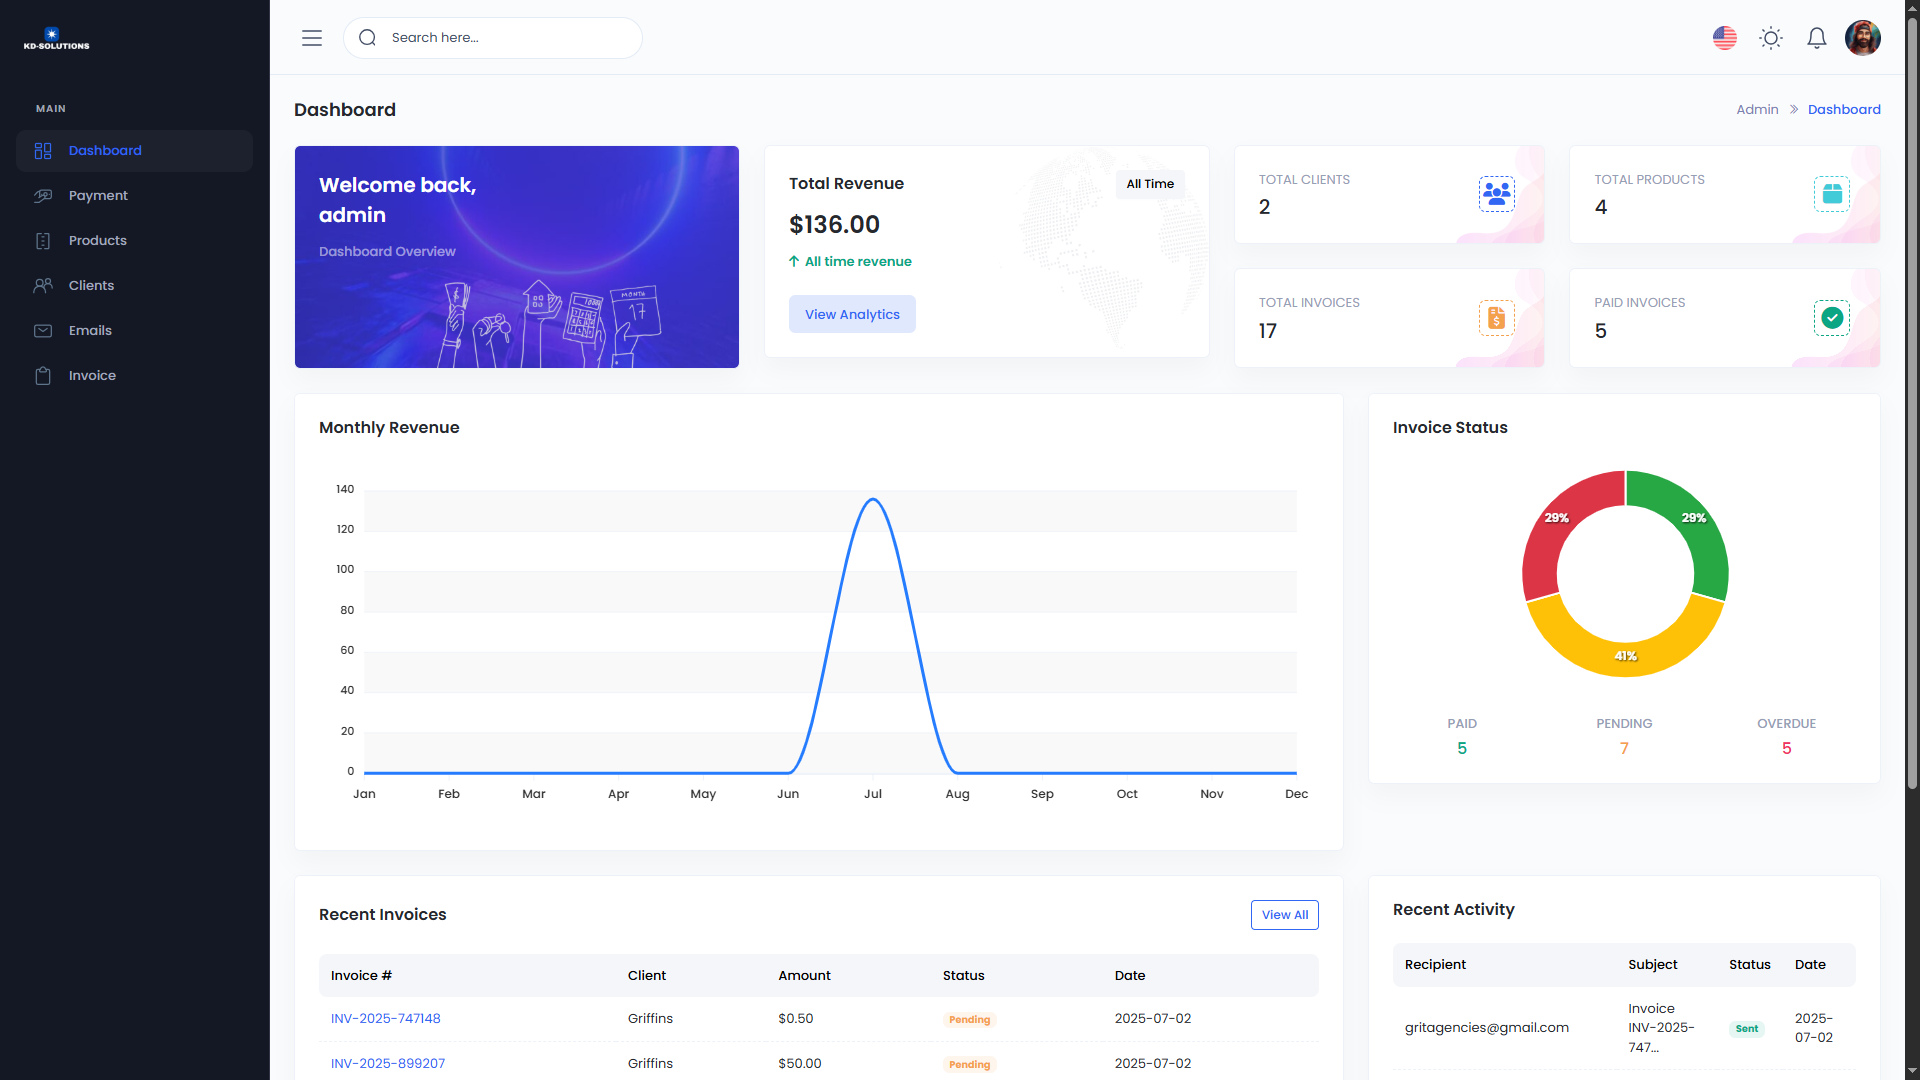 KD-SOLUTIONS
MAIN
Dashboard
Payment
Products
Clients
Emails
Invoice
Search here...
Dashboard
Admin
Dashboard
Welcome back,
admin
Dashboard Overview
$
1000
MONTH
17
Total Revenue
All Time
$136.00
All time revenue
View Analytics
TOTAL CLIENTS
2
TOTAL PRODUCTS
4
TOTAL INVOICES
17
PAID INVOICES
5
Monthly Revenue
140
120
100
80
60
40
20
0
Jan Feb Mar Apr May Jun Jul Aug Sep Oct Nov Dec
Invoice Status
29% 29%
41%
PAID PENDING OVERDUE
5 7 5
Recent Invoices
View All
Invoice # Client Amount Status Date
INV-2025-747148 Griffins $0.50 Pending 2025-07-02
INV-2025-899207 Griffins $50.00 Pending 2025-07-02
Recent Activity
Recipient Subject Status Date
gritagencies@gmail.com Invoice INV-2025-747... Sent 2025-07-02